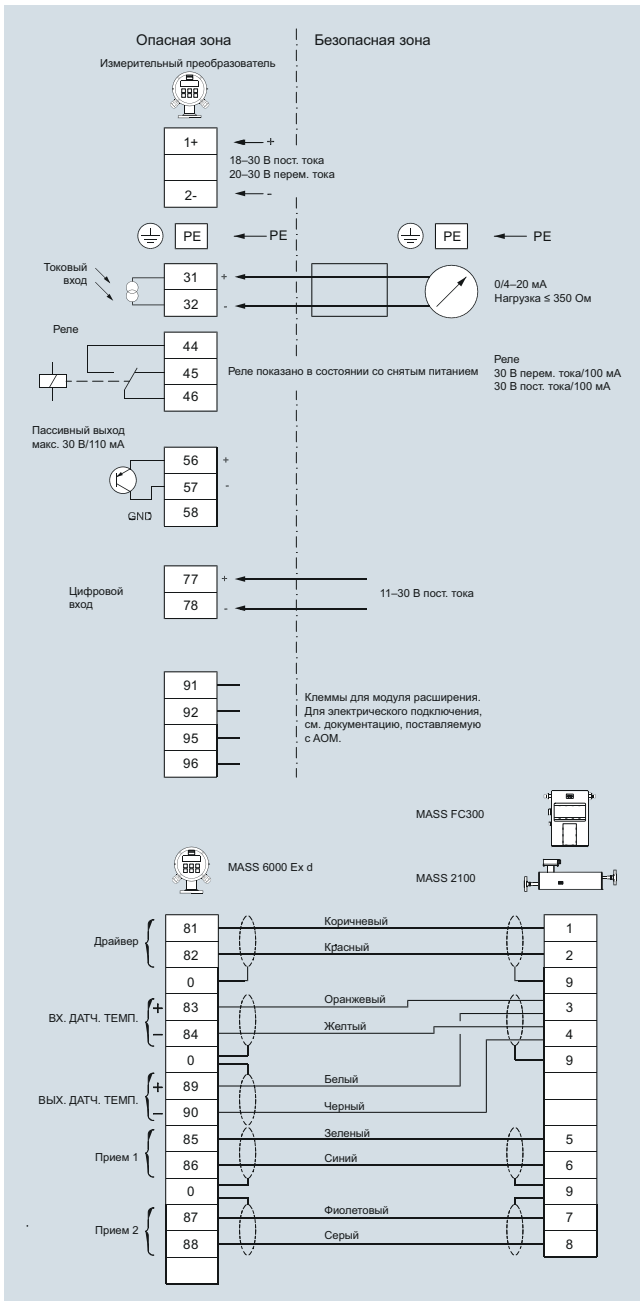 Опасная зона
Безопасная зона
Измерительный преобразователь
1+
+
18–30 В пост. тока
20–30 В перем. тока
2-
-
PE
PE
PE
PE
Токовый
вход
31
+
32
-
0/4–20 мА
Нагрузка ≤ 350 Ом
Реле
44
45
46
Реле показано в состоянии со снятым питанием
Реле
30 В перем. тока/100 мА
30 В пост. тока/100 мА
Пассивный выход
макс. 30 В/110 мА
56
+
57
-
58
GND
Цифровой
вход
77
+
78
-
11–30 В пост. тока
91
92
95
96
Клеммы для модуля расширения.
Для электрического подключения,
см. документацию, поставляемую
с АОМ.
MASS FC300
MASS 6000 Ex d
MASS 2100
Драйвер
81
Коричневый
1
82
Красный
2
0
9
ВХ. ДАТЧ. ТЕМП.
+
83
Оранжевый
3
–
84
Желтый
4
0
9
ВЫХ. ДАТЧ. ТЕМП.
+
89
Белый
–
90
Черный
Прием 1
85
Зеленый
5
86
Синий
6
0
9
Прием 2
87
Фиолетовый
7
88
Серый
8